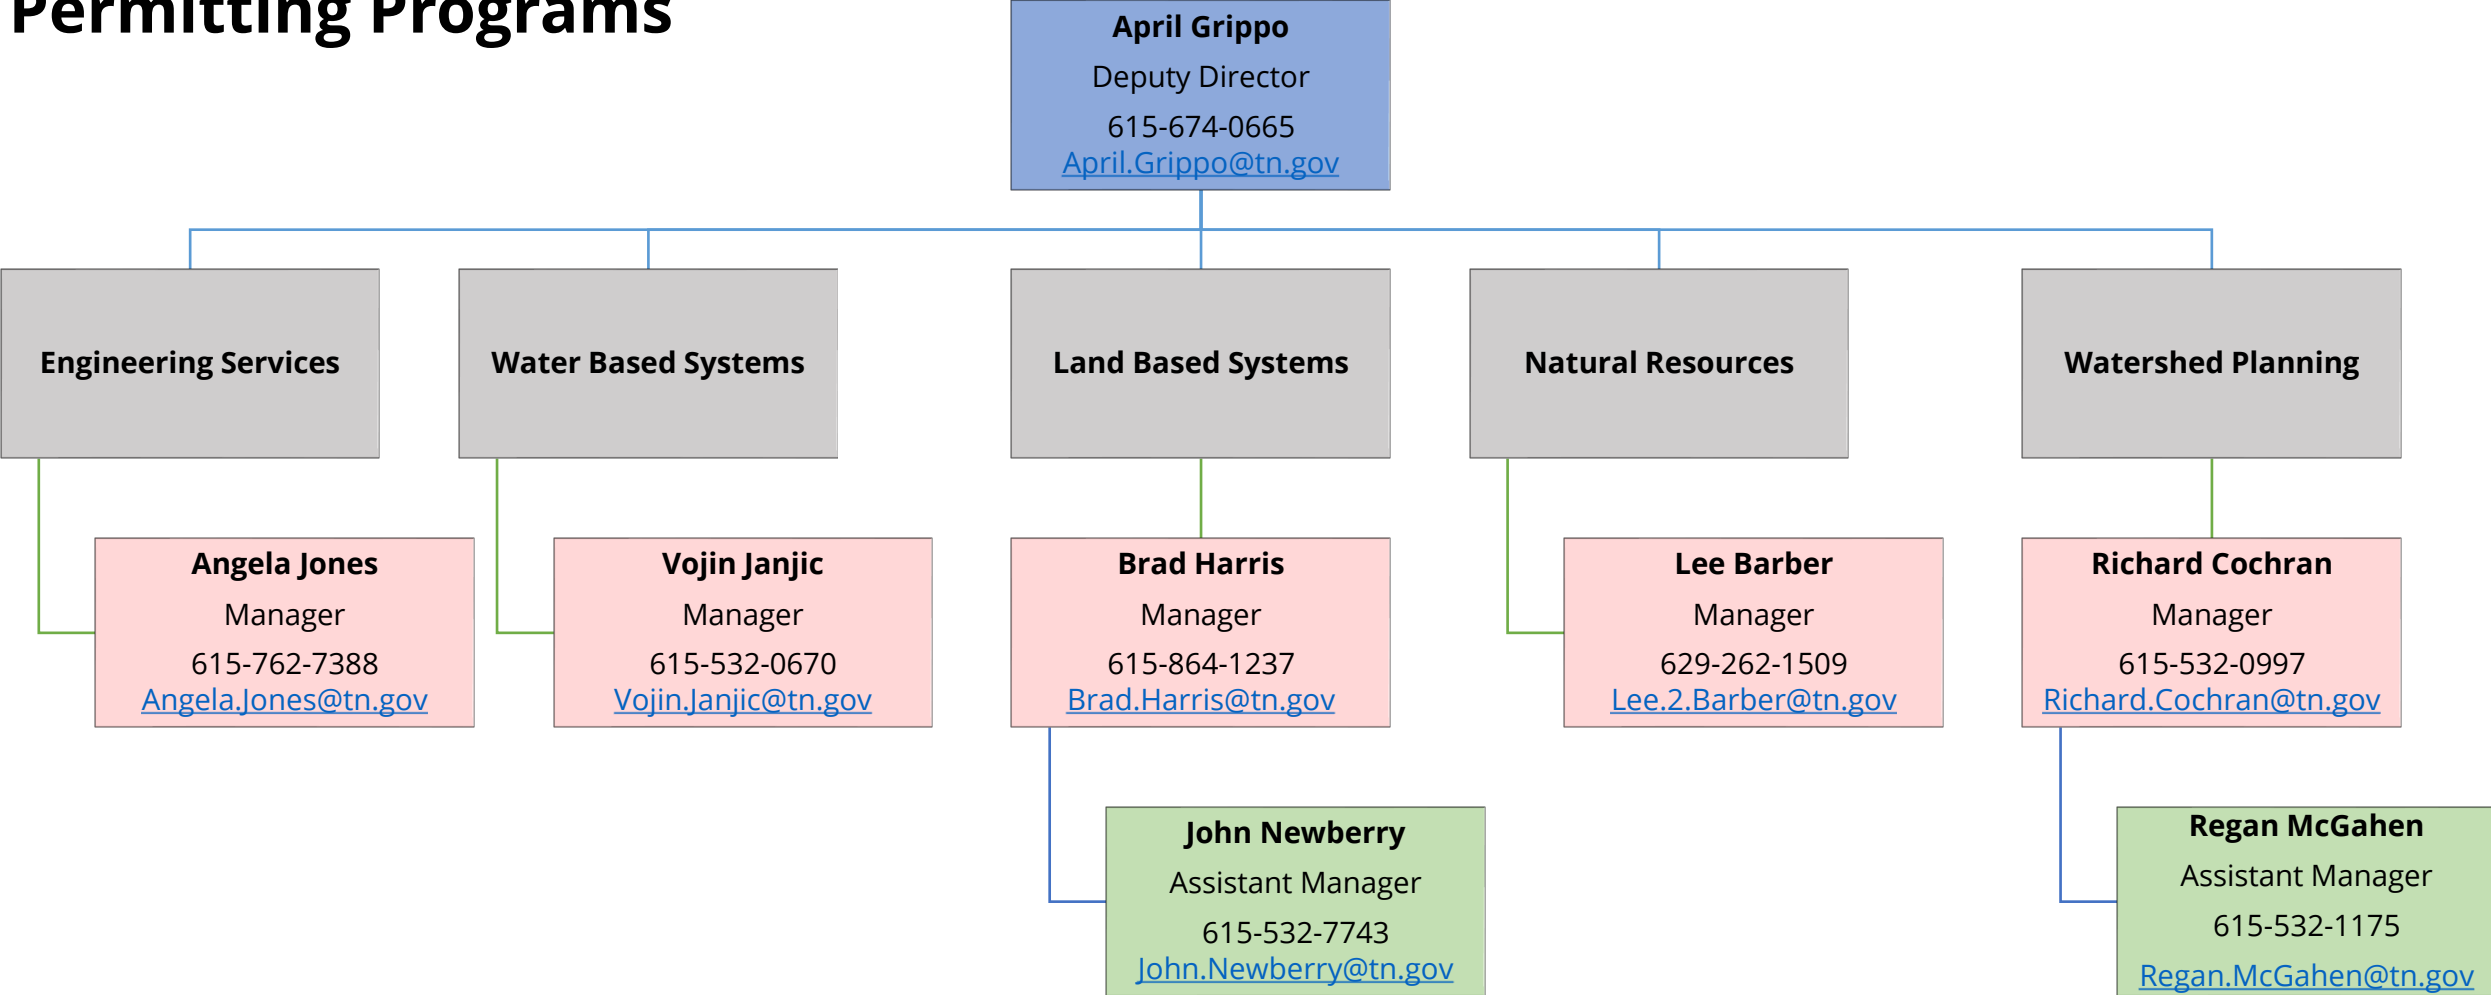 Permitting Programs
April Grippo
Deputy Director
615-674-0665
April.Grippo@tn.gov
Engineering Services
Water Based Systems
Land Based Systems
Natural Resources
Watershed Planning
Angela Jones
Manager
615-762-7388
Angela.Jones@tn.gov
Vojin Janjic
Manager
615-532-0670
Vojin.Janjic@tn.gov
Brad Harris
Manager
615-864-1237
Brad.Harris@tn.gov
Lee Barber
Manager
629-262-1509
Lee.2.Barber@tn.gov
Richard Cochran
Manager
615-532-0997
Richard.Cochran@tn.gov
John Newberry
Assistant Manager
615-532-7743
John.Newberry@tn.gov
Regan McGahen
Assistant Manager
615-532-1175
Regan.McGahen@tn.gov